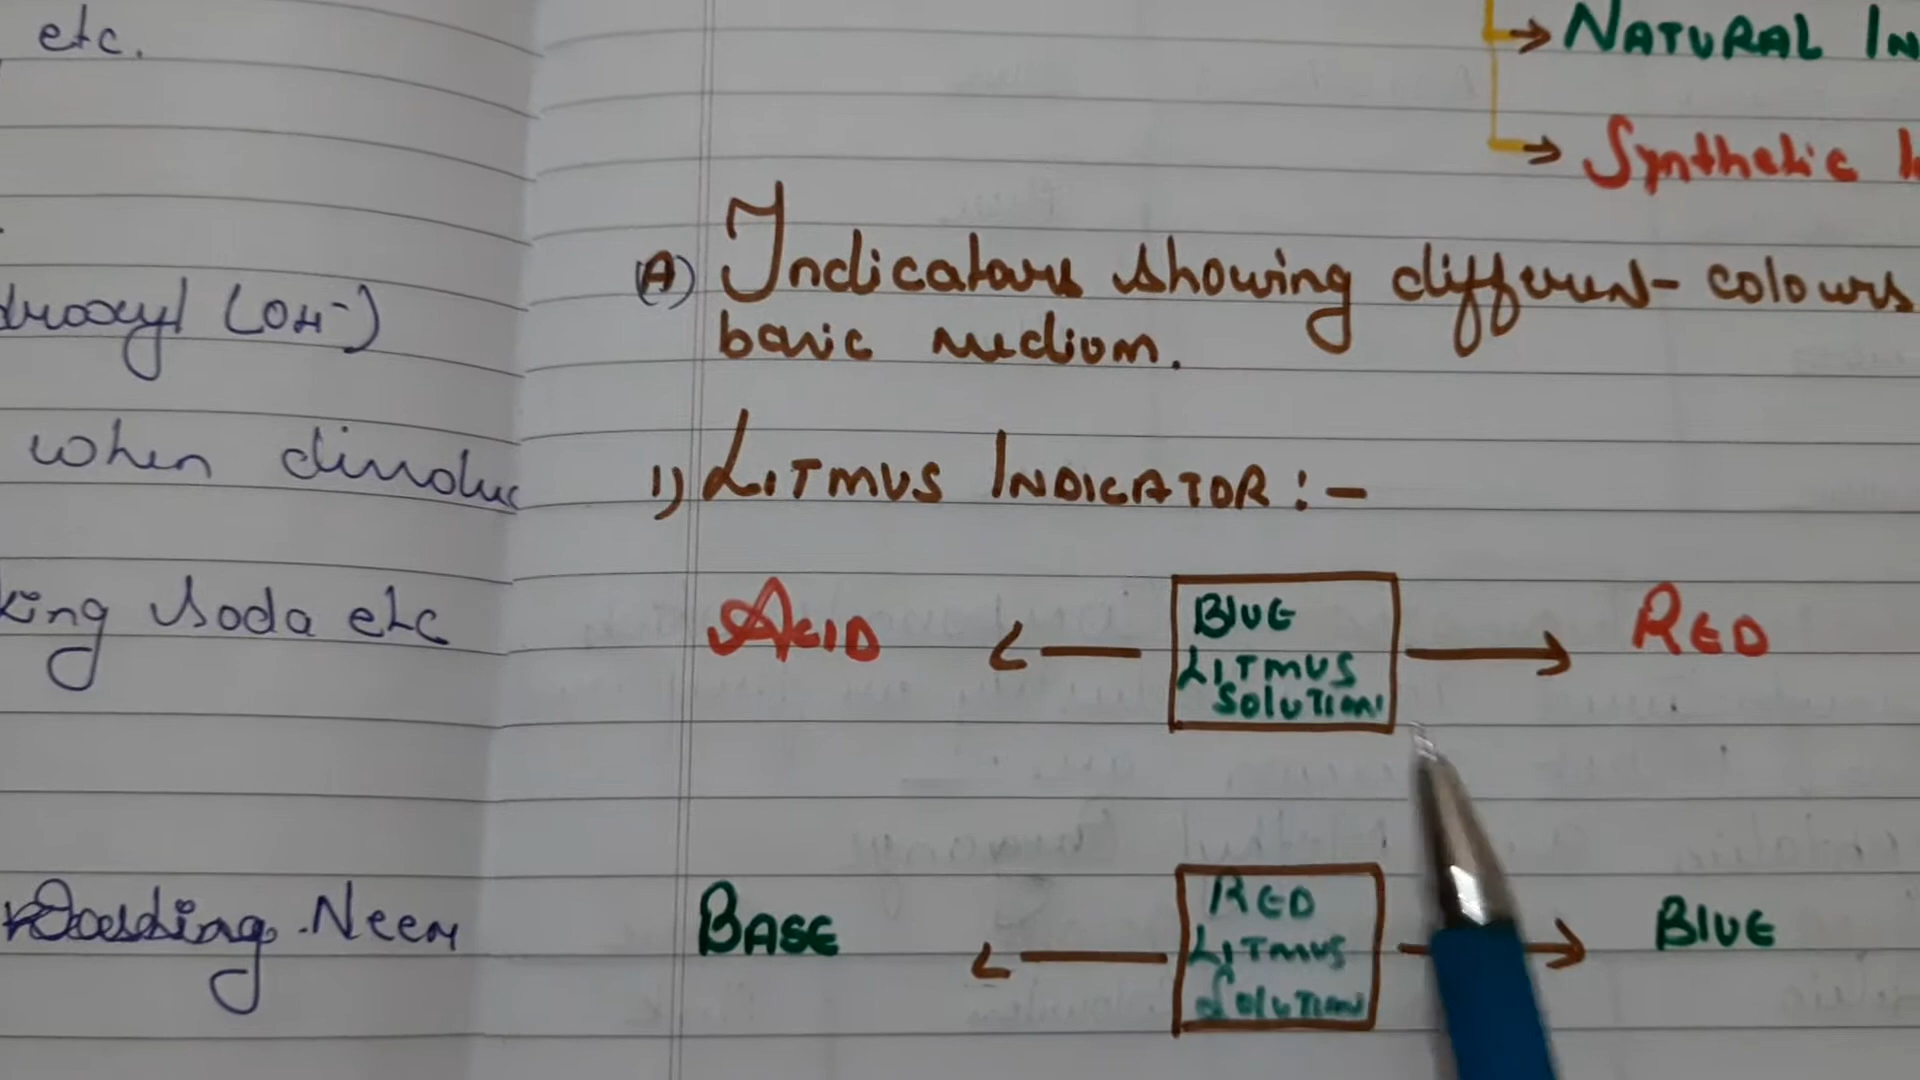 etc.
droxyl (OH-)
when dissolve
king soda etc
Neem
NATURAL IN
Synthetic In
(A) Indicators showing different colours
basic medium.
1) LITMUS INDICATOR :-
ACID
BLUE
LITMUS
SOLUTION
RED
BASE
RED
LITMUS
SOLUTION
BLUE